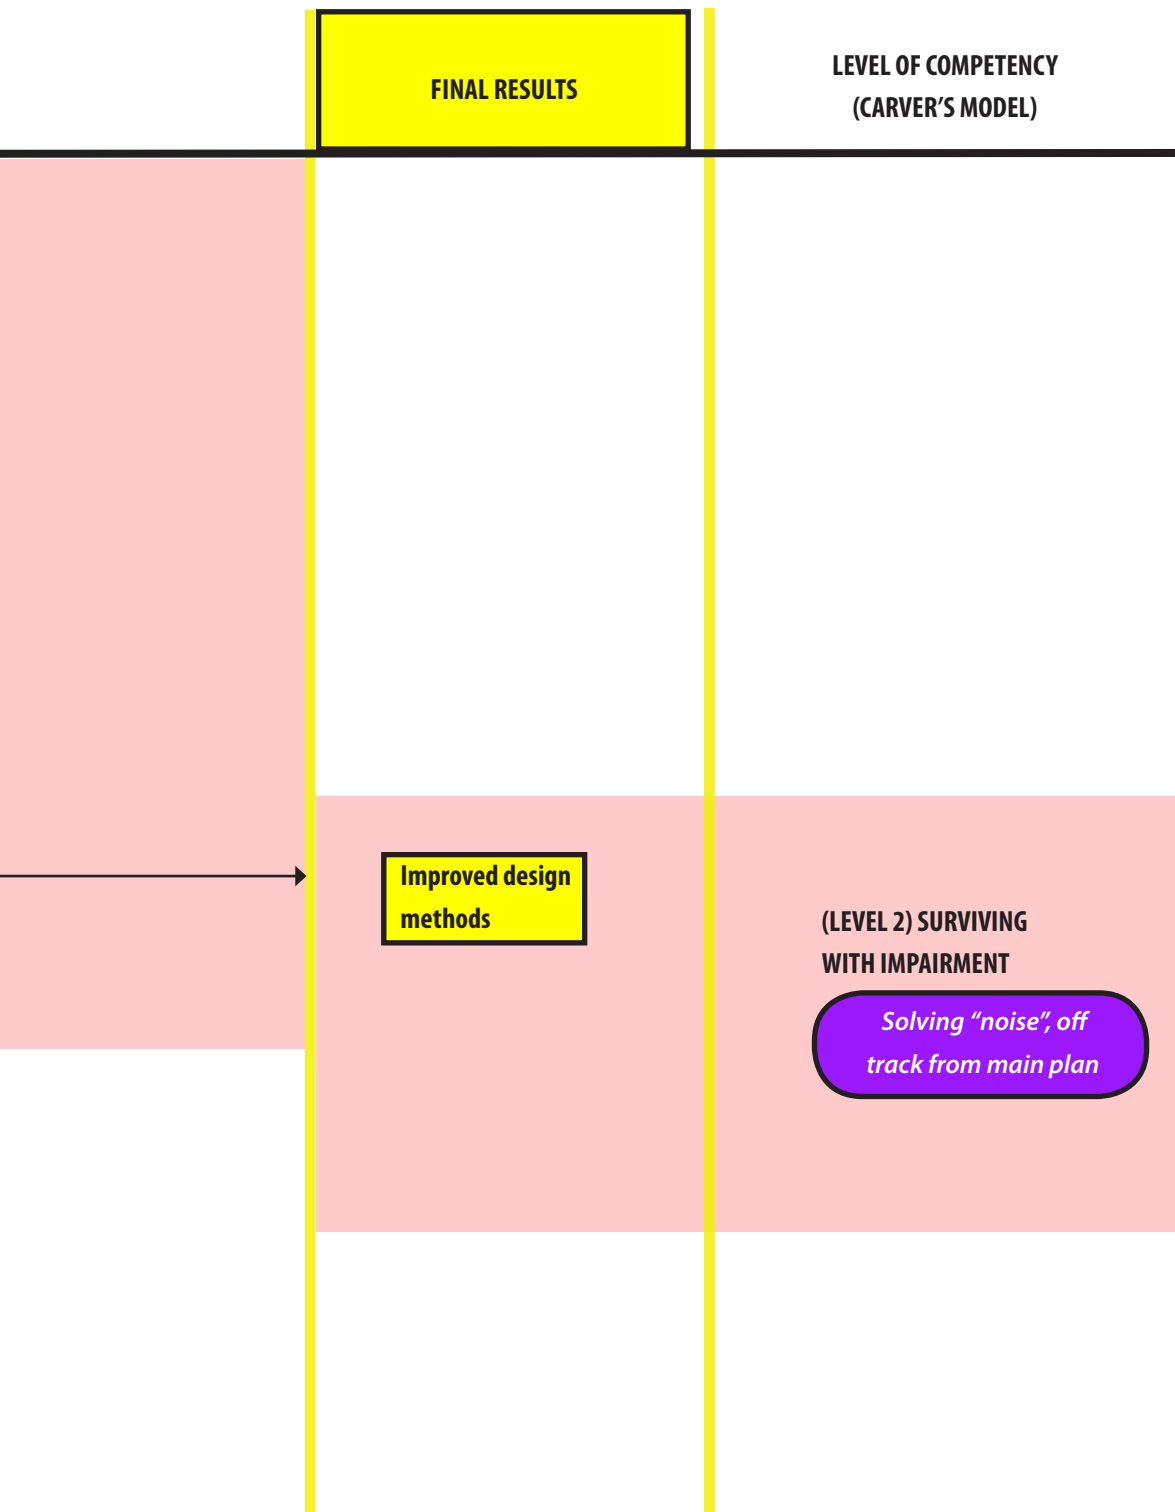 FINAL RESULTS
LEVEL OF COMPETENCY
(CARVER’S MODEL)
Improved design
methods
(LEVEL 2) SURVIVING
WITH IMPAIRMENT
Solving “noise”, off
track from main plan